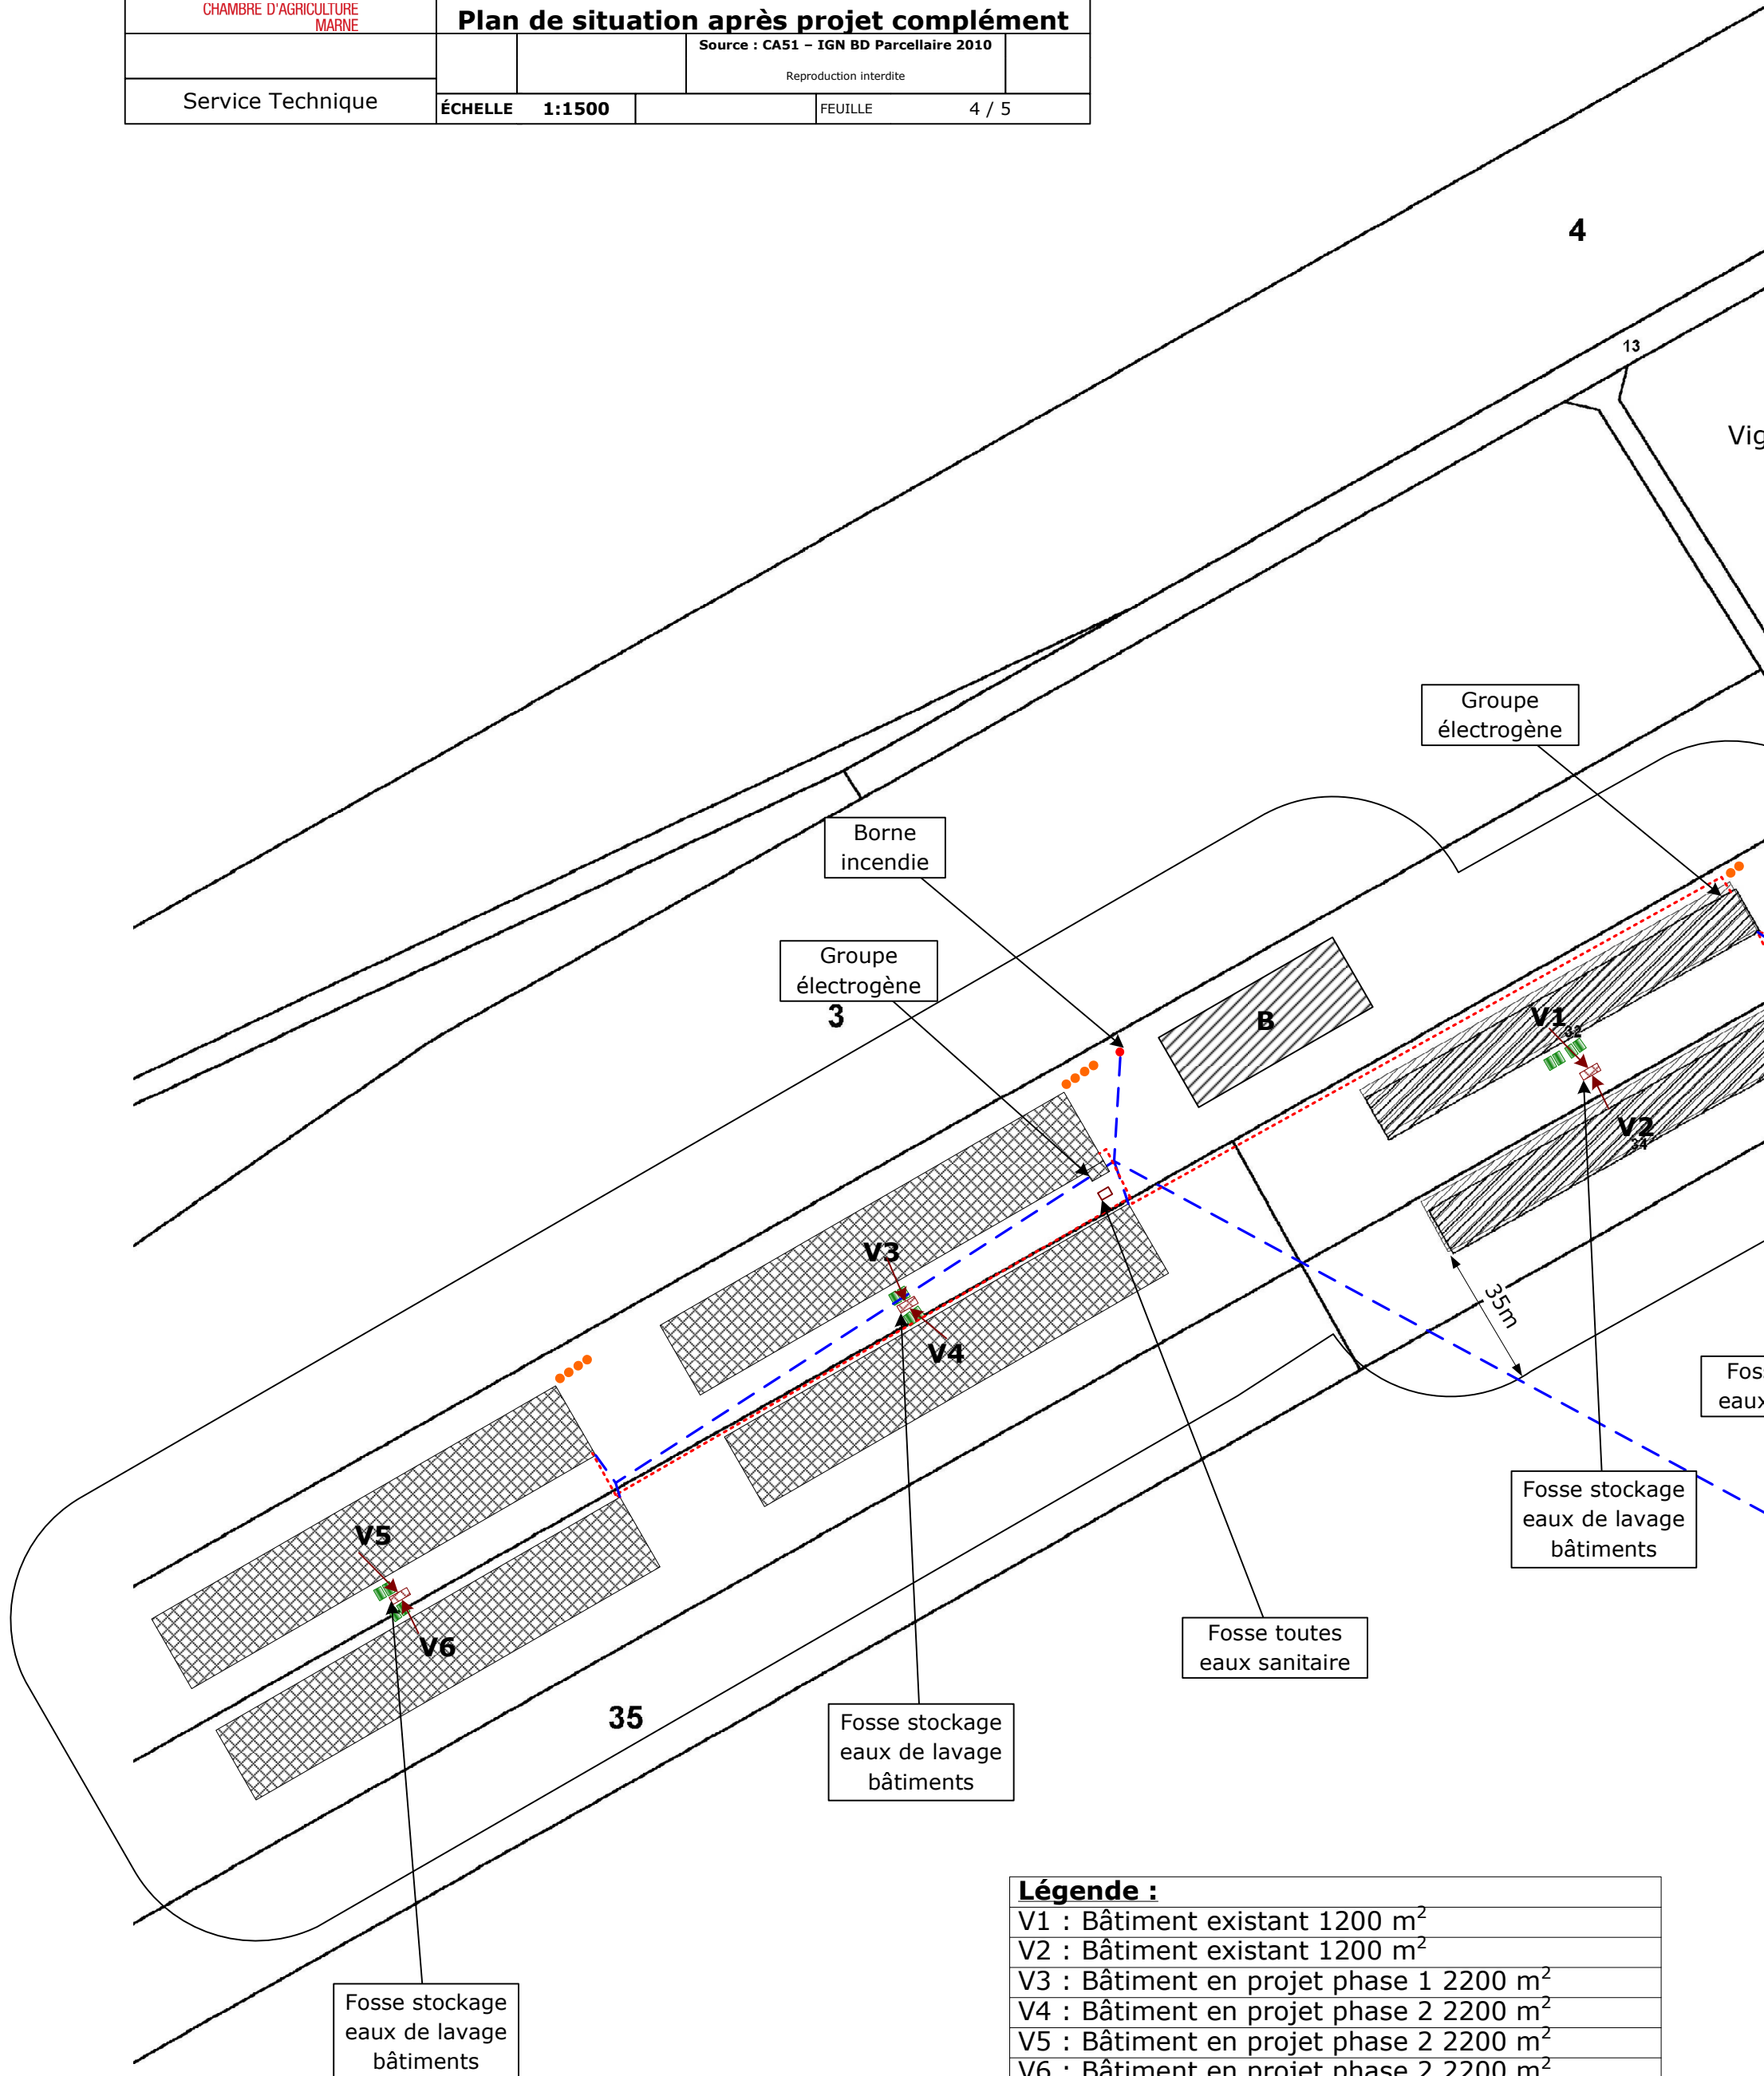 CHAMBRE D'AGRICULTURE
MARNE
Plan de situation après projet complément
Source : CA51 – IGN BD Parcellaire 2010
Reproduction interdite
Service Technique
ÉCHELLE 1:1500
FEUILLE 4 / 5
4
13
Vig
Groupe
électrogène
Borne
incendie
Groupe
électrogène
3
B
V1
32
V2
34
35m
V3
V4
Fos
eaux
V5
V6
Fosse stockage
eaux de lavage
bâtiments
Fosse toutes
eaux sanitaire
35
Fosse stockage
eaux de lavage
bâtiments
Fosse stockage
eaux de lavage
bâtiments
Légende :
V1 : Bâtiment existant 1200 m²
V2 : Bâtiment existant 1200 m²
V3 : Bâtiment en projet phase 1 2200 m²
V4 : Bâtiment en projet phase 2 2200 m²
V5 : Bâtiment en projet phase 2 2200 m²
V6 : Bâtiment en projet phase 2 2200 m²